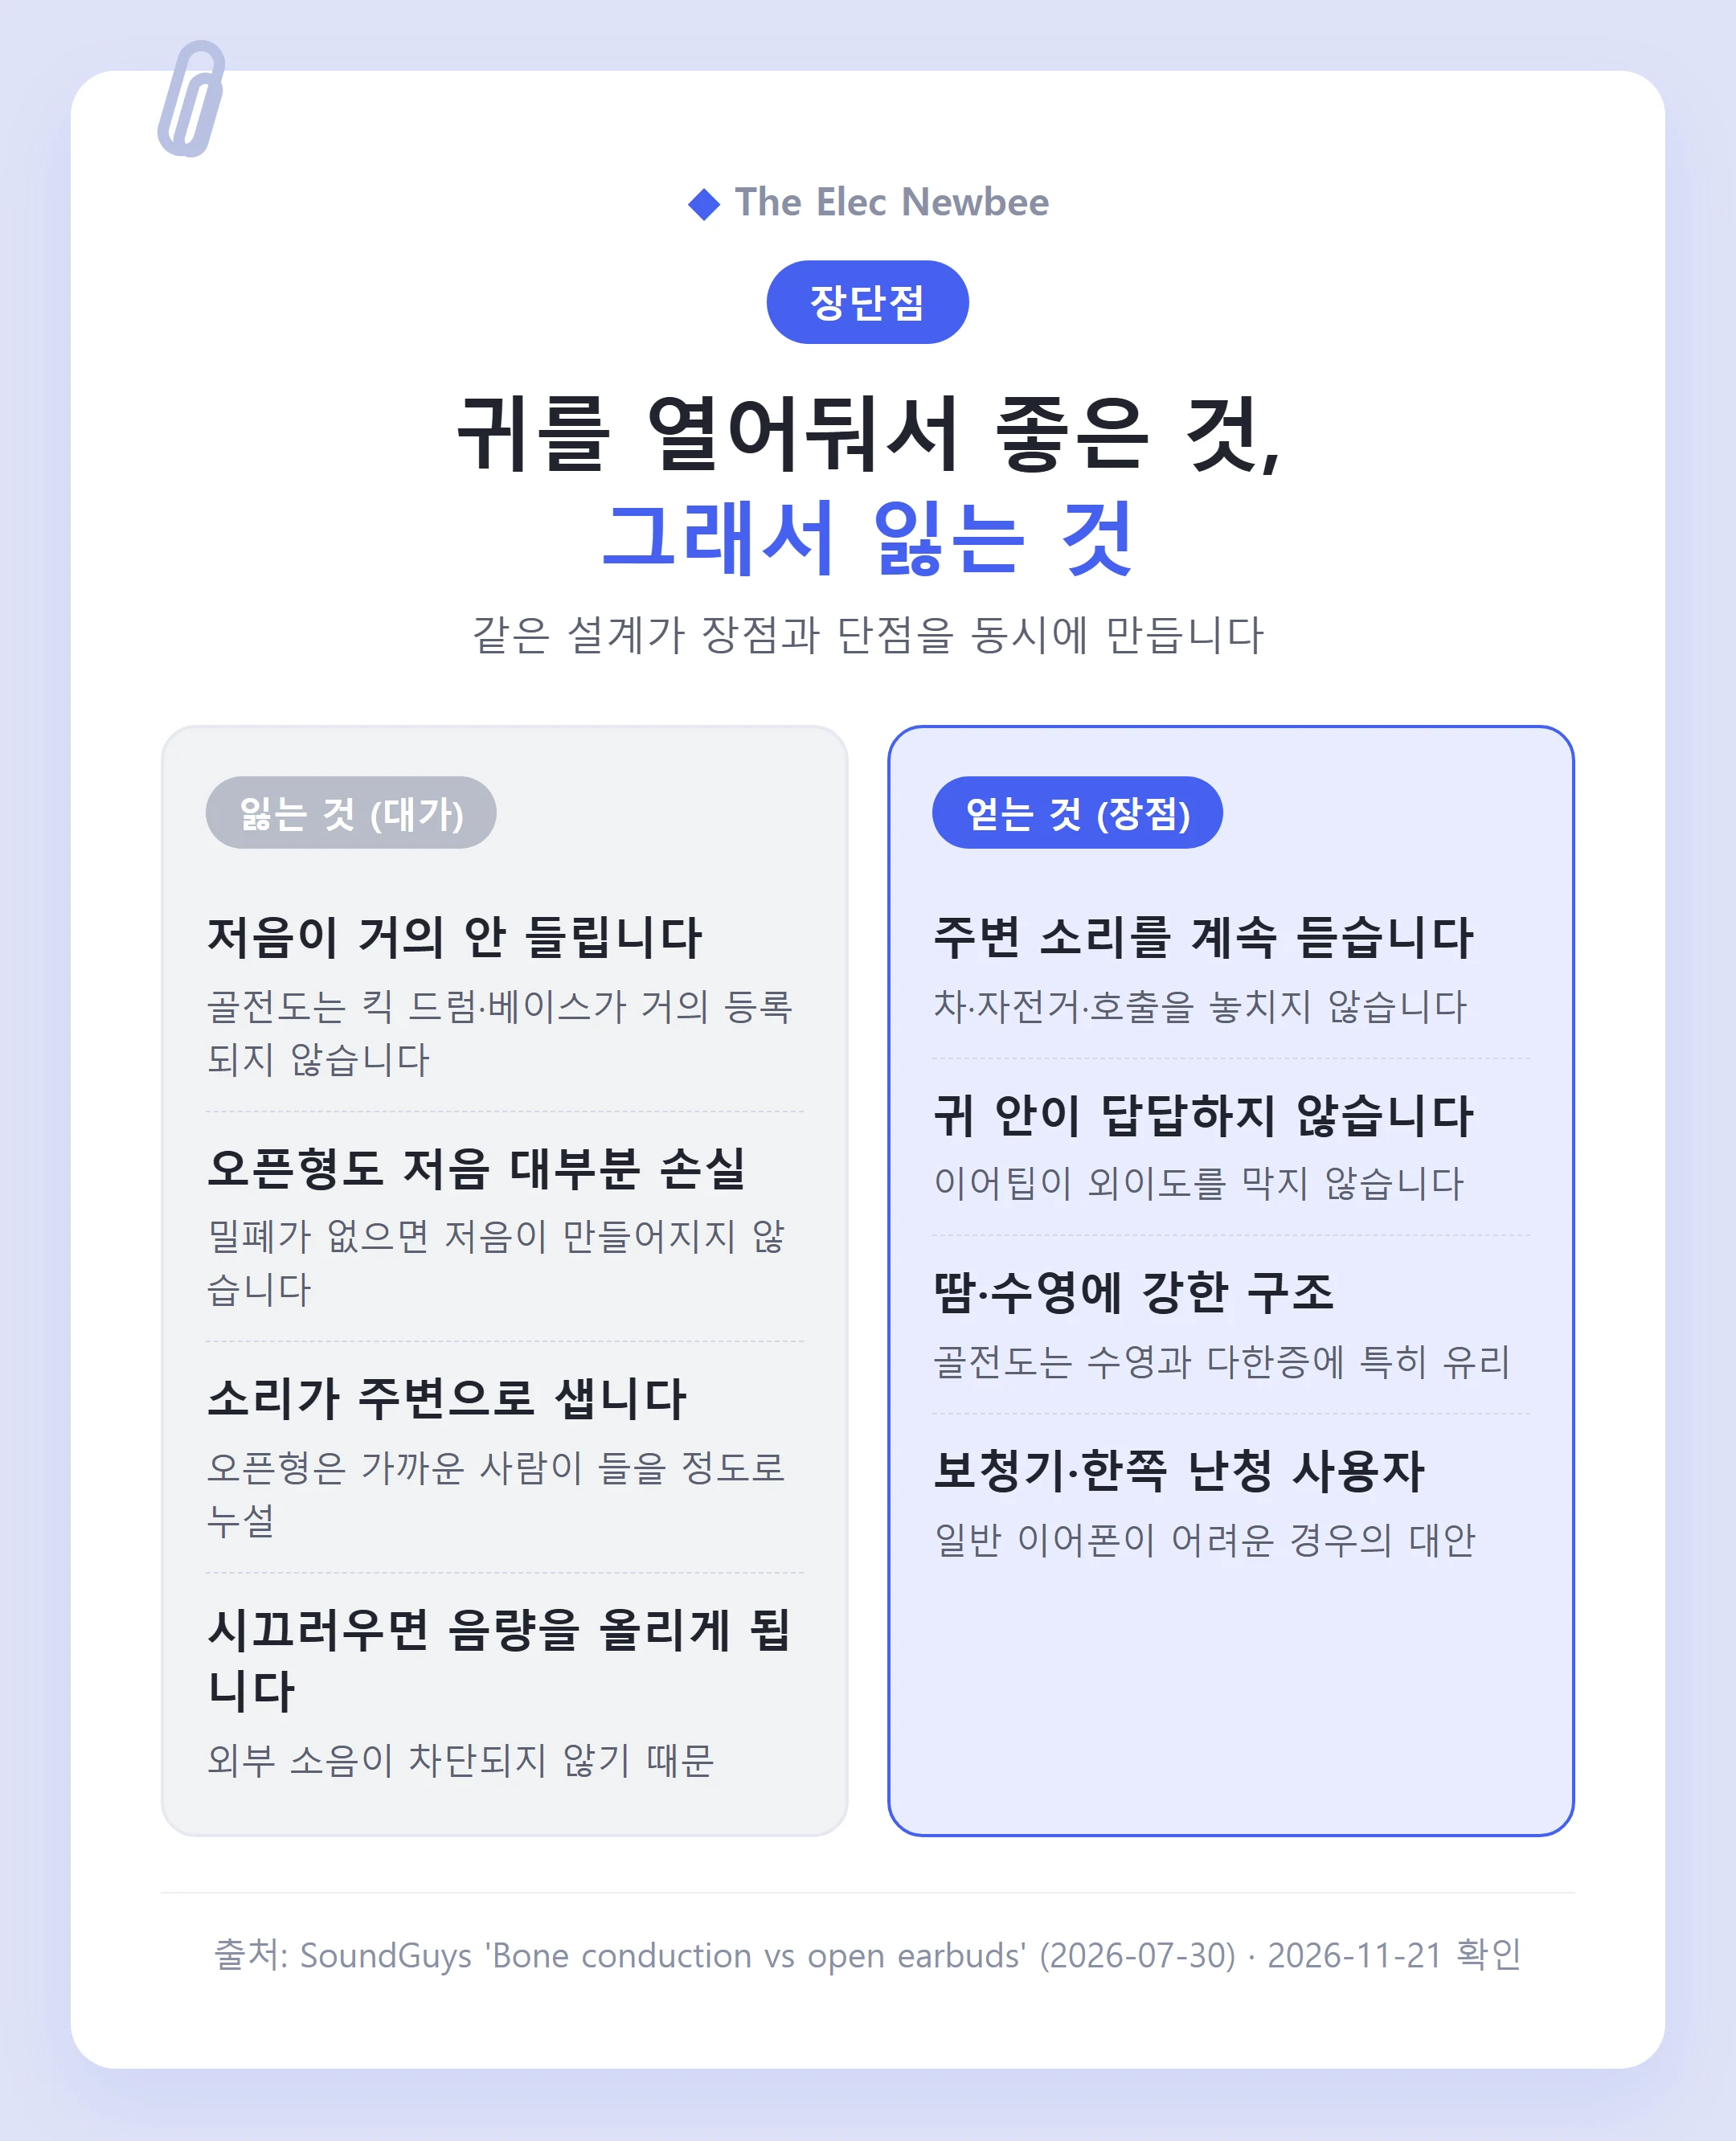 ◆ The Elec Newbee
장단점
귀를 열어둬서 좋은 것,
그래서 잃는 것
같은 설계가 장점과 단점을 동시에 만듭니다
잃는 것 (대가)
저음이 거의 안 들립니다
골전도는 킥 드럼·베이스가 거의 등록
되지 않습니다
오픈형도 저음 대부분 손실
밀폐가 없으면 저음이 만들어지지 않
습니다
소리가 주변으로 샙니다
오픈형은 가까운 사람이 들을 정도로
누설
시끄러우면 음량을 올리게 됩
니다
외부 소음이 차단되지 않기 때문
얻는 것 (장점)
주변 소리를 계속 듣습니다
차·자전거·호출을 놓치지 않습니다
귀 안이 답답하지 않습니다
이어팁이 외이도를 막지 않습니다
땀·수영에 강한 구조
골전도는 수영과 다한증에 특히 유리
보청기·한쪽 난청 사용자
일반 이어폰이 어려운 경우의 대안
출처: SoundGuys 'Bone conduction vs open earbuds' (2026-07-30) · 2026-11-21 확인